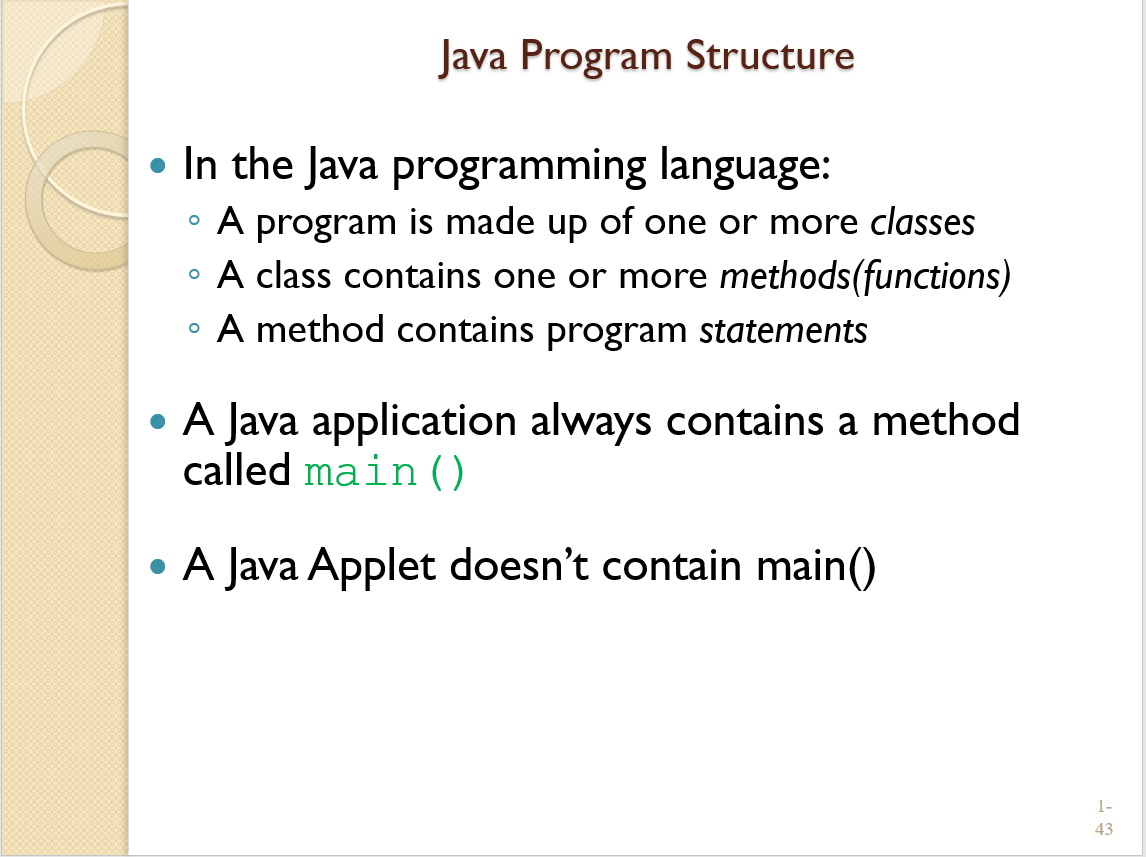 Java Program Structure
• In the Java programming language:
◦ A program is made up of one or more classes
◦ A class contains one or more methods(functions)
◦ A method contains program statements
• A Java application always contains a method
called main()
• A Java Applet doesn’t contain main()
1-
43